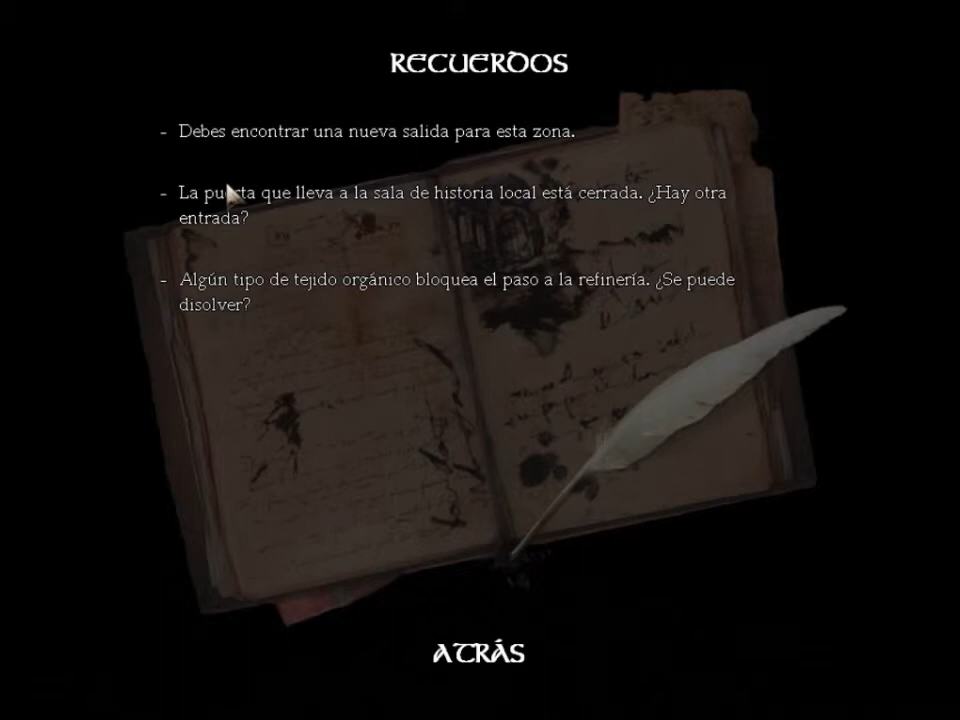 RECUERDOS
- Debes encontrar una nueva salida para esta zona.
- La puerta que lleva a la sala de historia local está cerrada. ¿Hay otra
entrada?
- Algún tipo de tejido orgánico bloquea el paso a la refinería. ¿Se puede
disolver?
ATRÁS